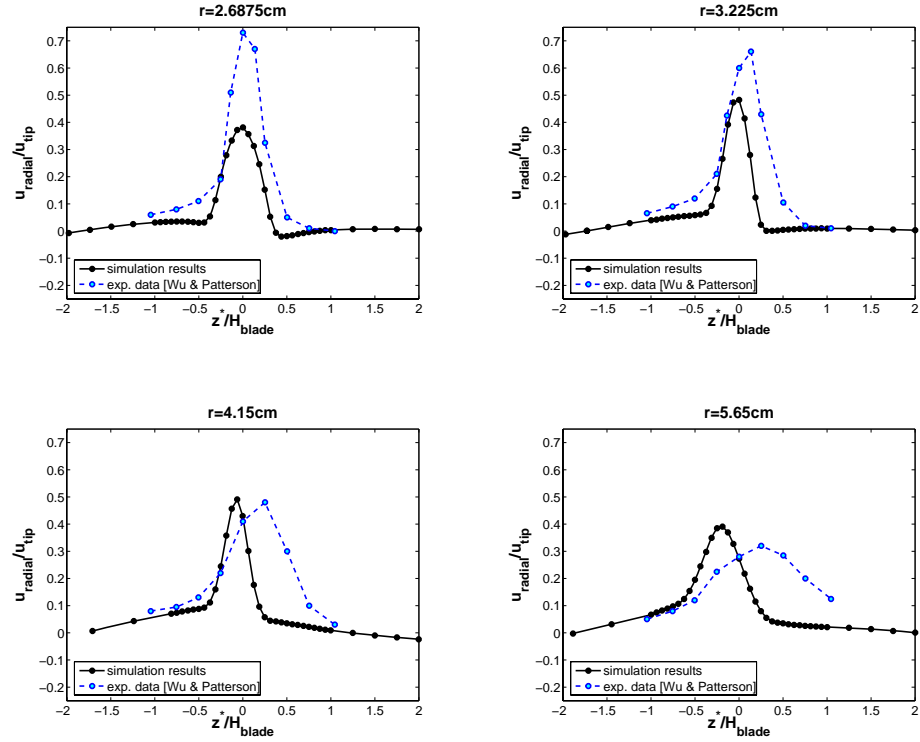 r=2.6875cm
0.7
0.6
0.5
0.4
0.3
0.2
0.1
0
−0.1
−0.2
u_radial/u_tip
simulation results
exp. data [Wu & Patterson]
−2 −1.5 −1 −0.5 0 0.5 1 1.5 2
z*/H_blade
r=3.225cm
0.7
0.6
0.5
0.4
0.3
0.2
0.1
0
−0.1
−0.2
u_radial/u_tip
simulation results
exp. data [Wu & Patterson]
−2 −1.5 −1 −0.5 0 0.5 1 1.5 2
z*/H_blade
r=4.15cm
0.7
0.6
0.5
0.4
0.3
0.2
0.1
0
−0.1
−0.2
u_radial/u_tip
simulation results
exp. data [Wu & Patterson]
−2 −1.5 −1 −0.5 0 0.5 1 1.5 2
z*/H_blade
r=5.65cm
0.7
0.6
0.5
0.4
0.3
0.2
0.1
0
−0.1
−0.2
u_radial/u_tip
simulation results
exp. data [Wu & Patterson]
−2 −1.5 −1 −0.5 0 0.5 1 1.5 2
z*/H_blade